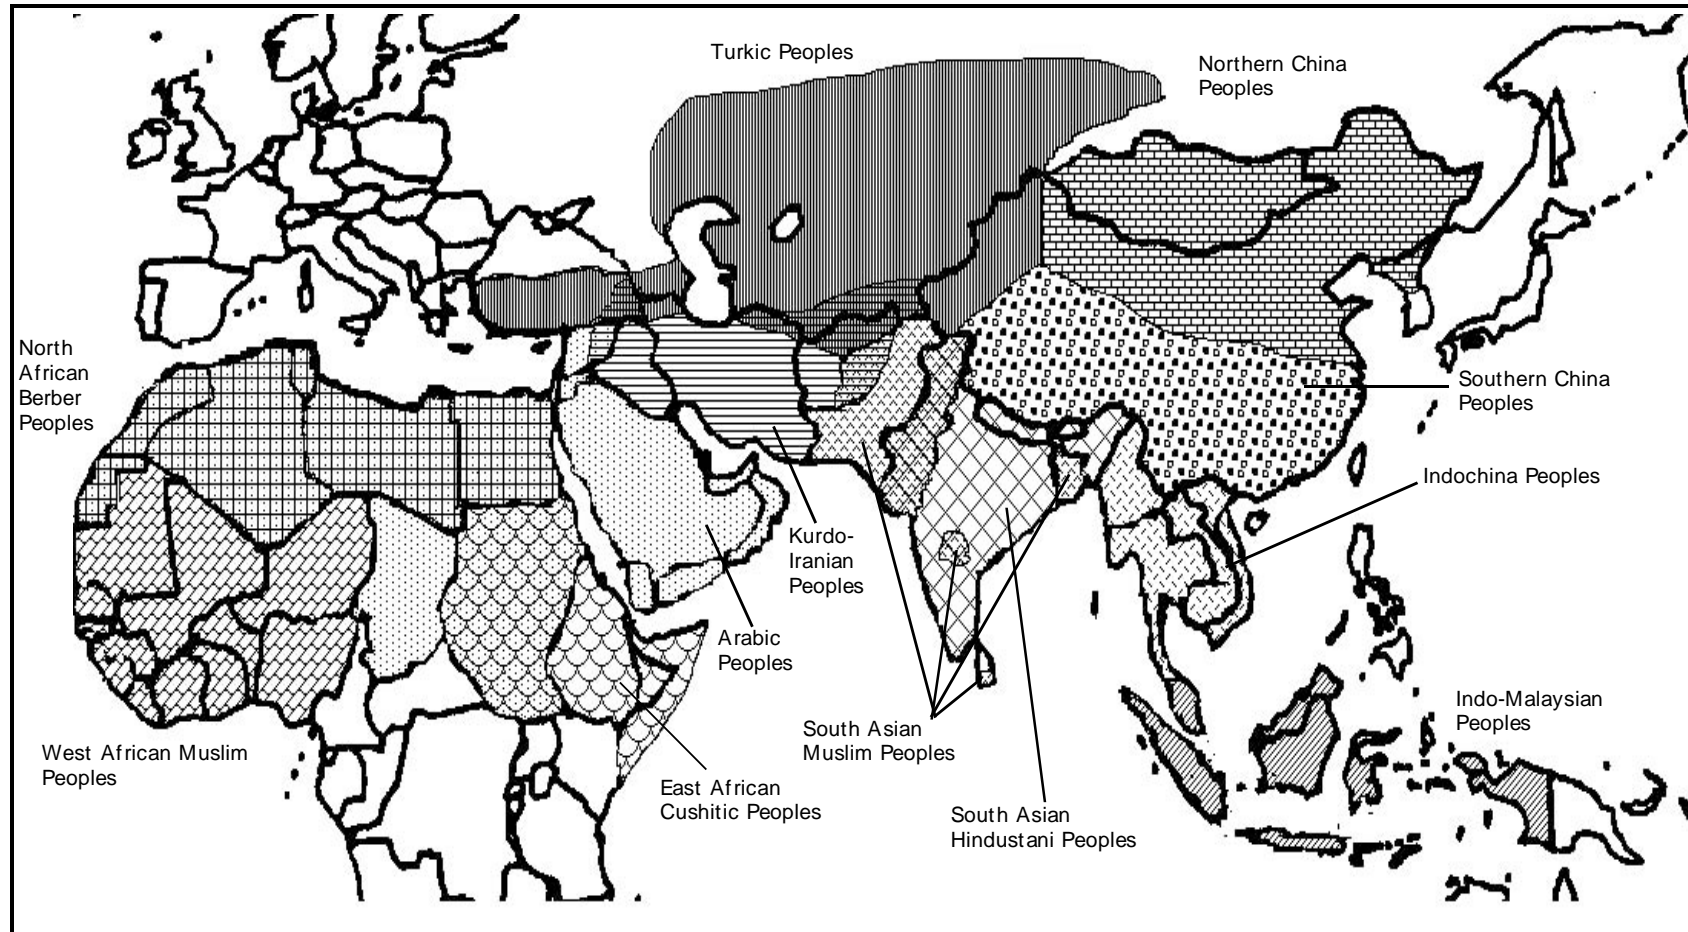 Turkic Peoples
Northern China
Peoples
North
African
Berber
Peoples
Southern China
Peoples
Indochina Peoples
Kurdo-
Iranian
Peoples
Arabic
Peoples
Indo-Malaysian
Peoples
South Asian
Muslim Peoples
West African Muslim
Peoples
East African
Cushitic Peoples
South Asian
Hindustani Peoples